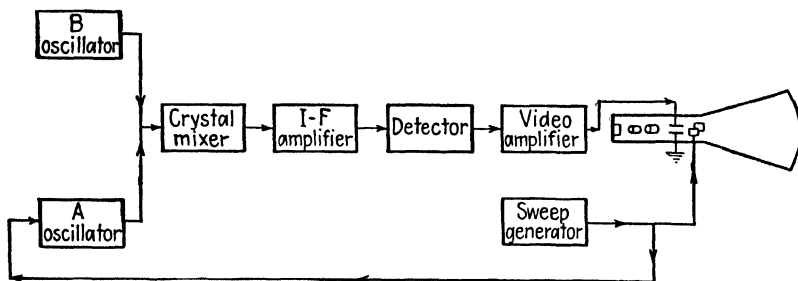 B
oscillator
Crystal
mixer
I-F
amplifier
Detector
Video
amplifier
A
oscillator
Sweep
generator